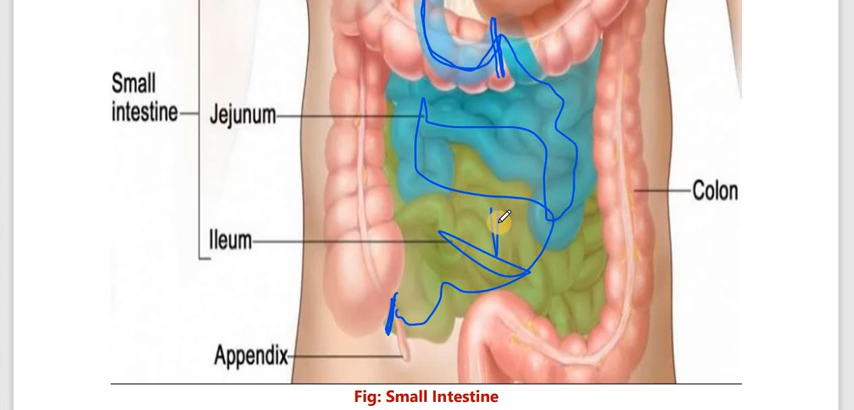 Small
intestine
Jejunum
Colon
Ileum
Appendix
Fig: Small Intestine